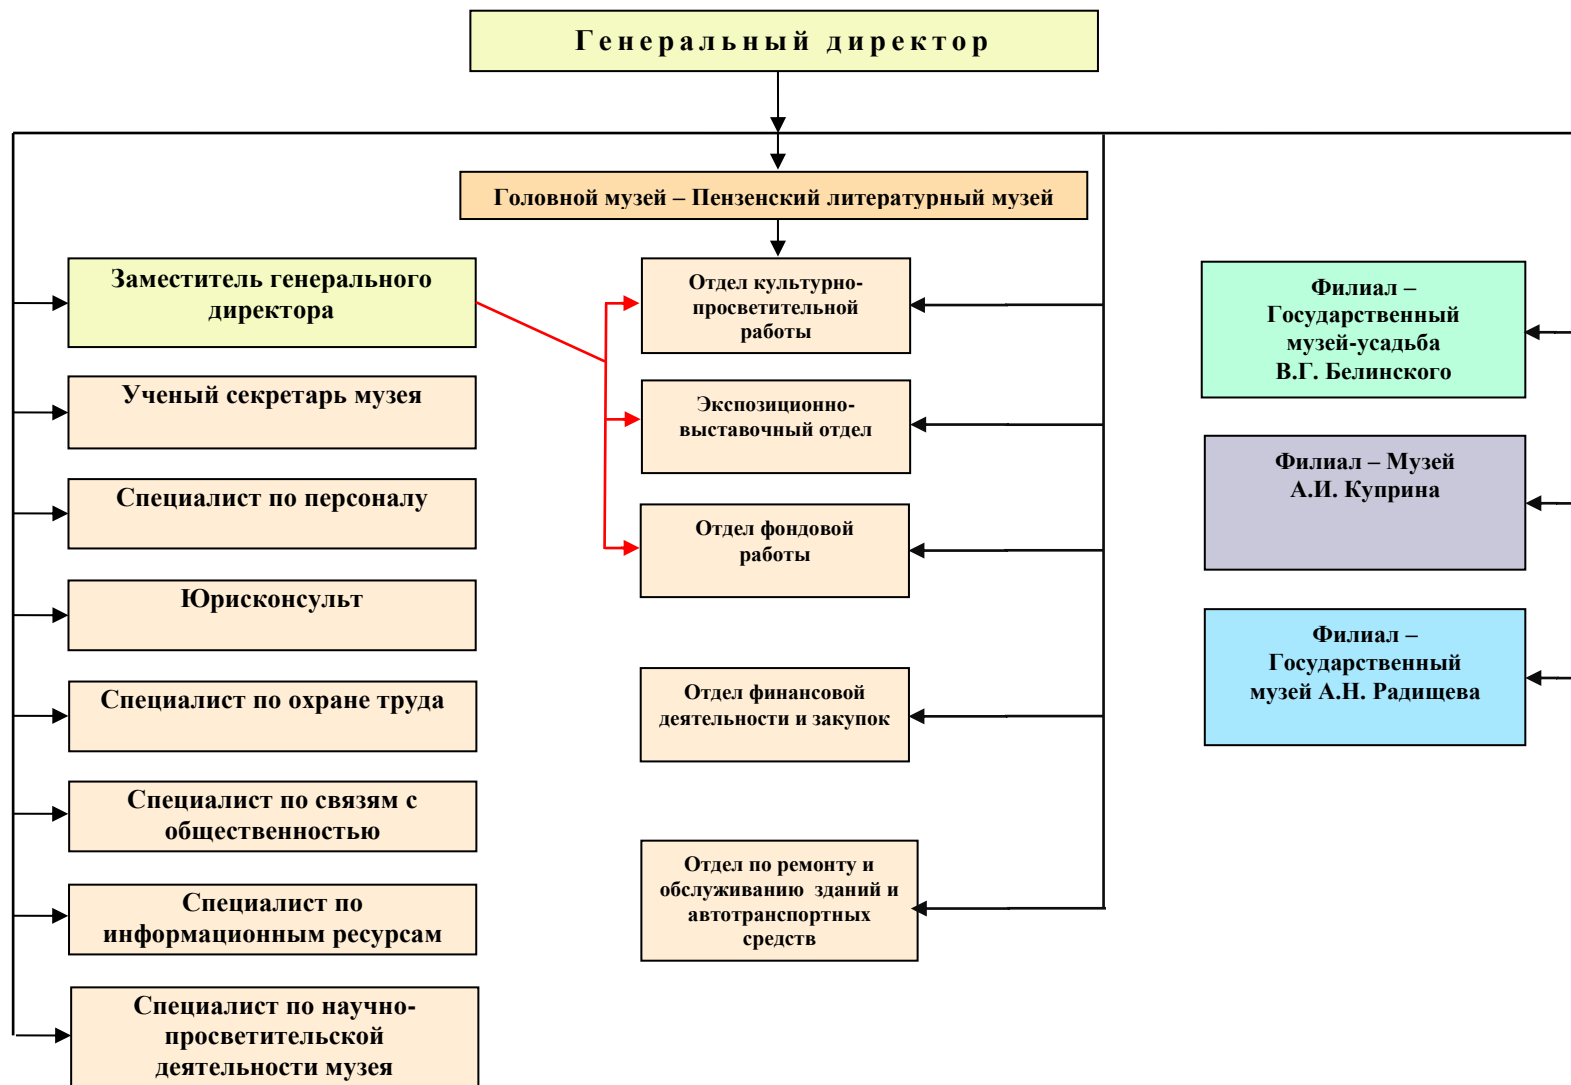 Генеральный директор
Головной музей – Пензенский литературный музей
Заместитель генерального
директора
Ученый секретарь музея
Специалист по персоналу
Юрисконсульт
Специалист по охране труда
Специалист по связям с
общественностью
Специалист по
информационным ресурсам
Специалист по научно-
просветительской
деятельности музея
Отдел культурно-
просветительной
работы
Экспозиционно-
выставочный отдел
Отдел фондовой
работы
Отдел финансовой
деятельности и закупок
Отдел по ремонту и
обслуживанию зданий и
автотранспортных
средств
Филиал –
Государственный
музей-усадьба
В.Г. Белинского
Филиал – Музей
А.И. Куприна
Филиал –
Государственный
музей А.Н. Радищева